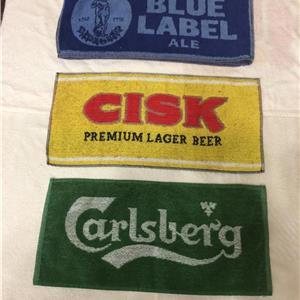 BLUE
LABEL
ALE
CISK
PREMIUM LAGER BEER
Carlsberg